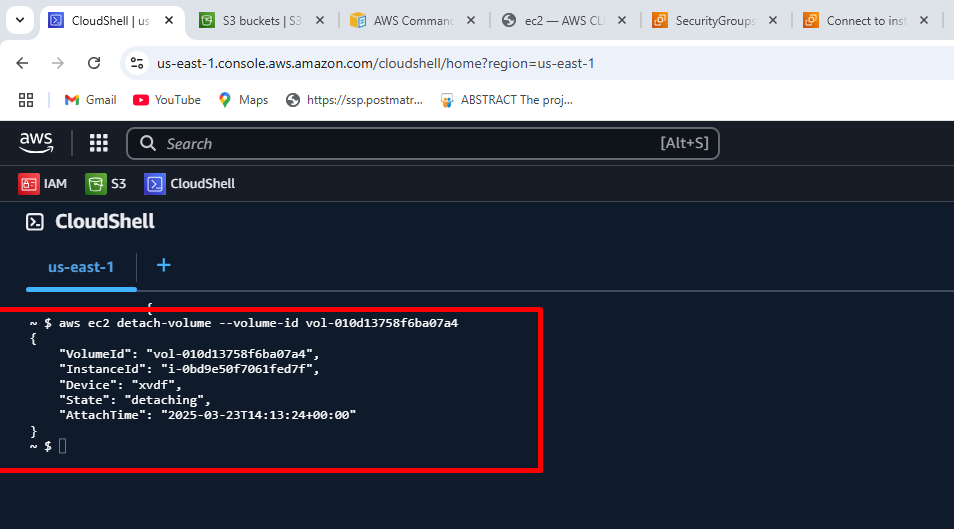 CloudShell | us-
S3 buckets | S3
AWS Comman
ec2 — AWS CL
SecurityGroups
Connect to inst
us-east-1.console.aws.amazon.com/cloudshell/home?region=us-east-1
Gmail
YouTube
Maps
https://ssp.postmatr...
ABSTRACT The proj...
aws
Search
[Alt+S]
IAM
S3
CloudShell
CloudShell
us-east-1
+
{
~ $ aws ec2 detach-volume --volume-id vol-010d13758f6ba07a4
{
    "VolumeId": "vol-010d13758f6ba07a4",
    "InstanceId": "i-0bd9e50f7061fed7f",
    "Device": "xvdf",
    "State": "detaching",
    "AttachTime": "2025-03-23T14:13:24+00:00"
}
~ $